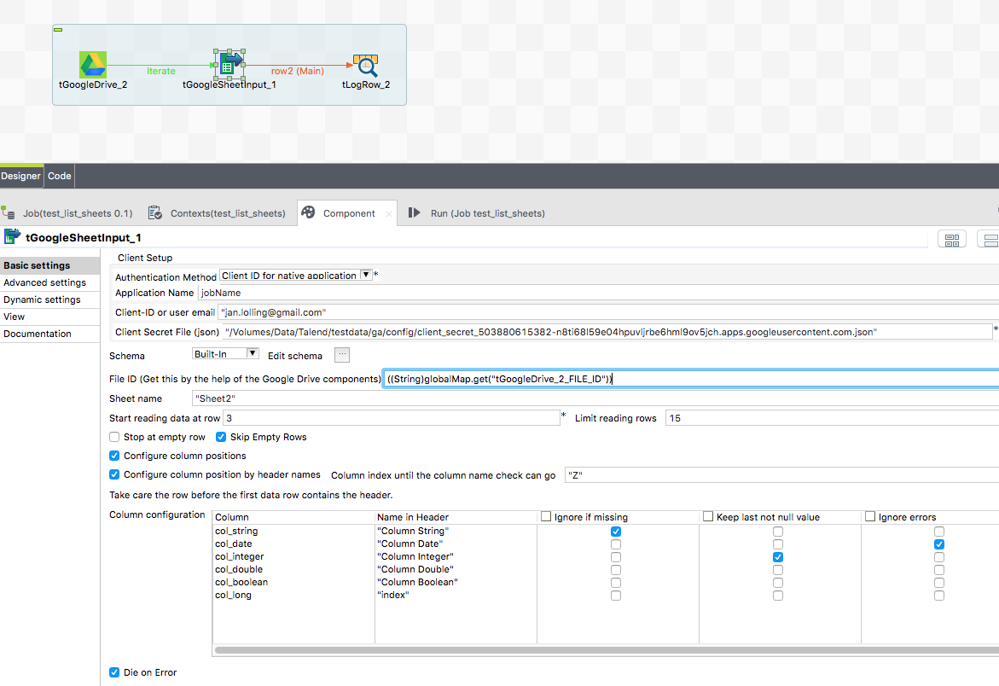 Iterate
row2 (Main)
tGoogleDrive_2
tGoogleSheetInput_1
tLogRow_2
Designer
Code
Job(test_list_sheets 0.1)
Contexts(test_list_sheets)
Component
Run (Job test_list_sheets)
tGoogleSheetInput_1
Basic settings
Advanced settings
Dynamic settings
View
Documentation
Client Setup
Authentication Method Client ID for native application *
Application Name jobName
Client-ID or user email "jan.lolling@gmail.com"
Client Secret File (json) "/Volumes/Data/Talend/testdata/ga/config/client_secret_503880615382-n8ti68l59e04hpuvljrbe6hml9ov5jch.apps.googleusercontent.com.json" *
Schema Built-In Edit schema ...
File ID (Get this by the help of the Google Drive components) ((String)globalMap.get("tGoogleDrive_2_FILE_ID"))
Sheet name "Sheet2"
Start reading data at row 3 * Limit reading rows 15
Stop at empty row Skip Empty Rows
Configure column positions
Configure column position by header names Column index until the column name check can go "Z"
Take care the row before the first data row contains the header.
Column configuration
Column Name in Header Ignore if missing Keep last not null value Ignore errors
col_string "Column String"
col_date "Column Date"
col_integer "Column Integer"
col_double "Column Double"
col_boolean "Column Boolean"
col_long "index"
Die on Error